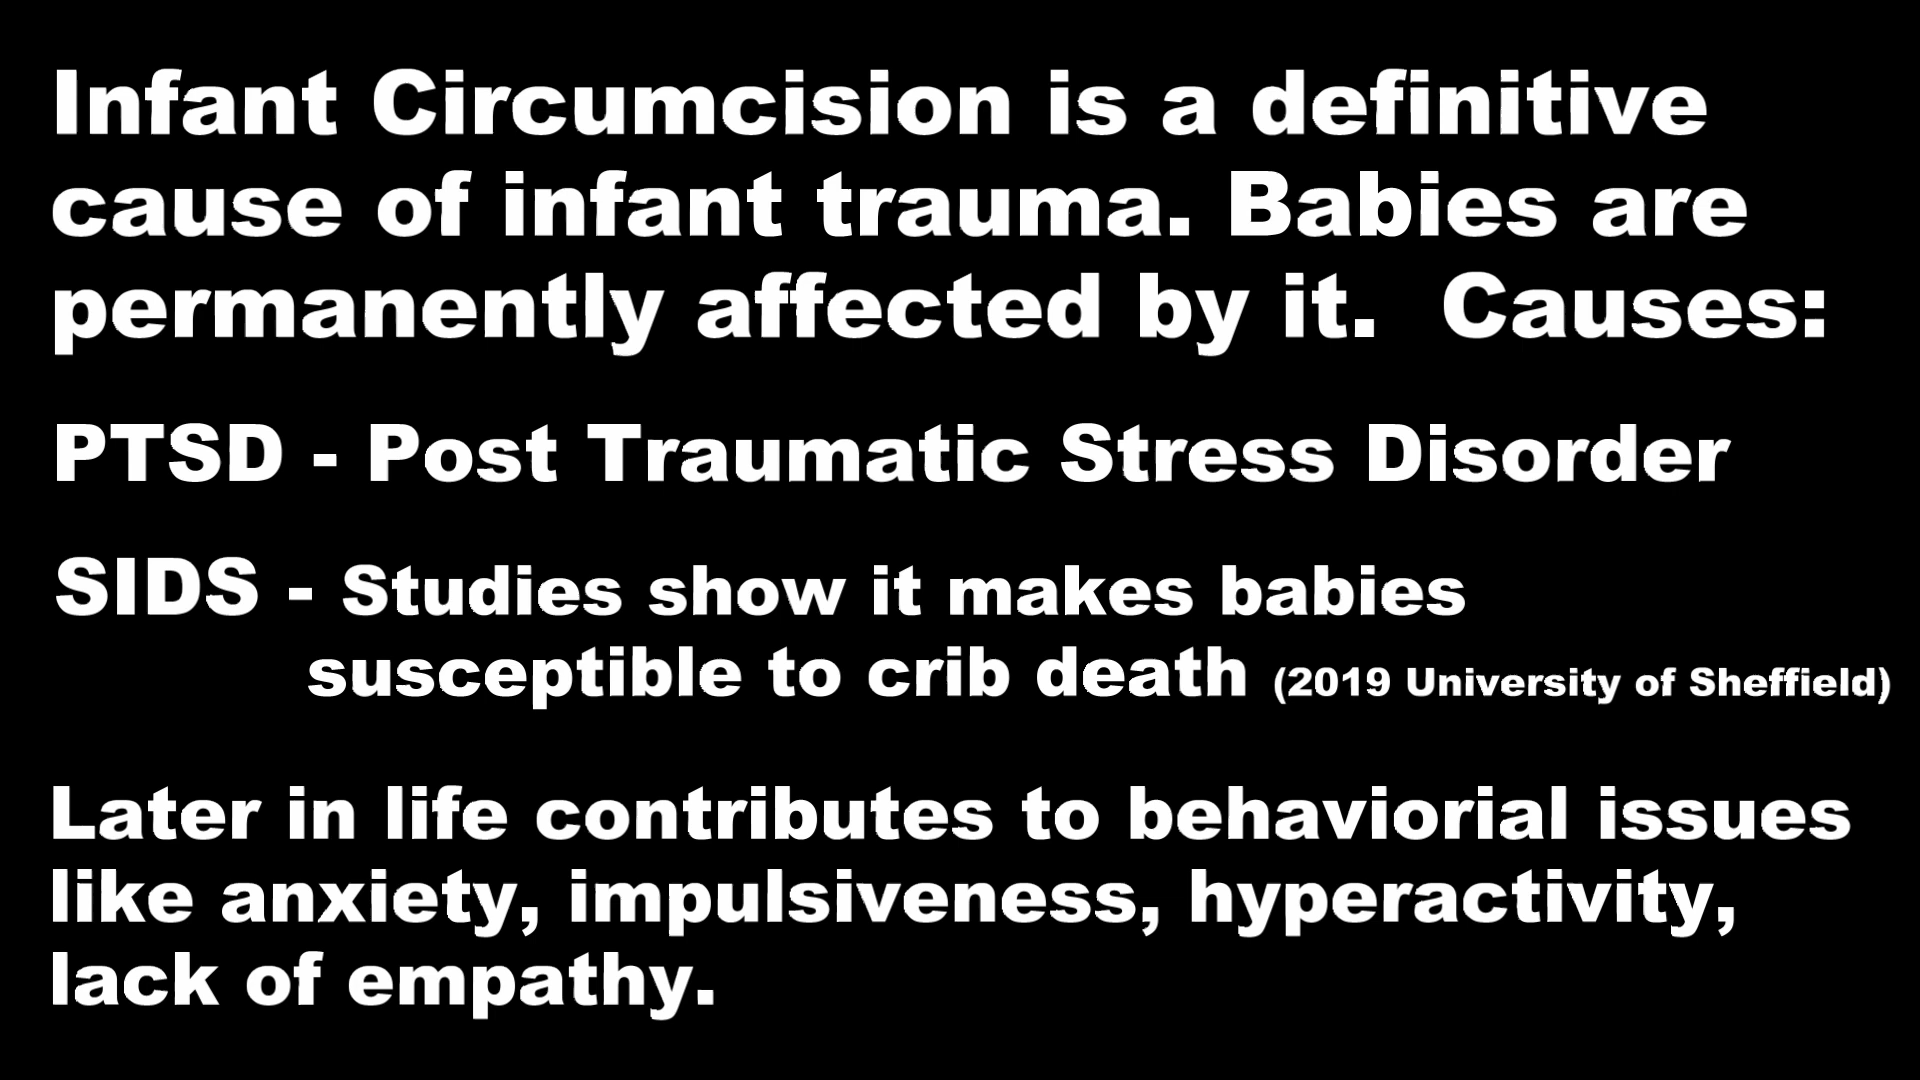 Infant Circumcision is a definitive
cause of infant trauma. Babies are
permanently affected by it. Causes:
PTSD - Post Traumatic Stress Disorder
SIDS - Studies show it makes babies
susceptible to crib death (2019 University of Sheffield)
Later in life contributes to behaviorial issues
like anxiety, impulsiveness, hyperactivity,
lack of empathy.